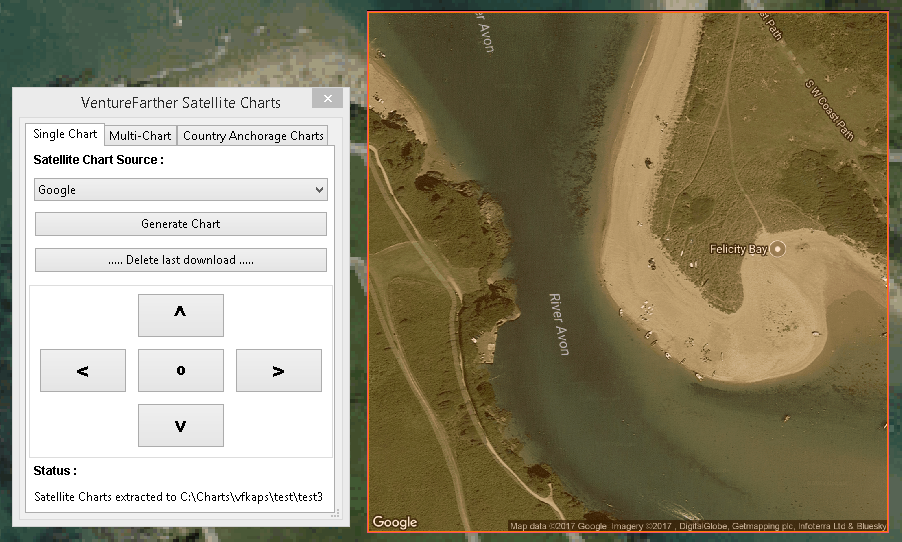 VentureFarther Satellite Charts
Single Chart
Multi-Chart
Country Anchorage Charts
Satellite Chart Source :
Google
Generate Chart
..... Delete last download .....
^
<
o
>
v
Status :
Satellite Charts extracted to C:\Charts\vfkaps\test\test3
er Avon
ast Path
S W Coast Path
Felicity Bay
River Avon
Google
Map data ©2017 Google Imagery ©2017 , DigitalGlobe, Getmapping plc, Infoterra Ltd & Bluesky